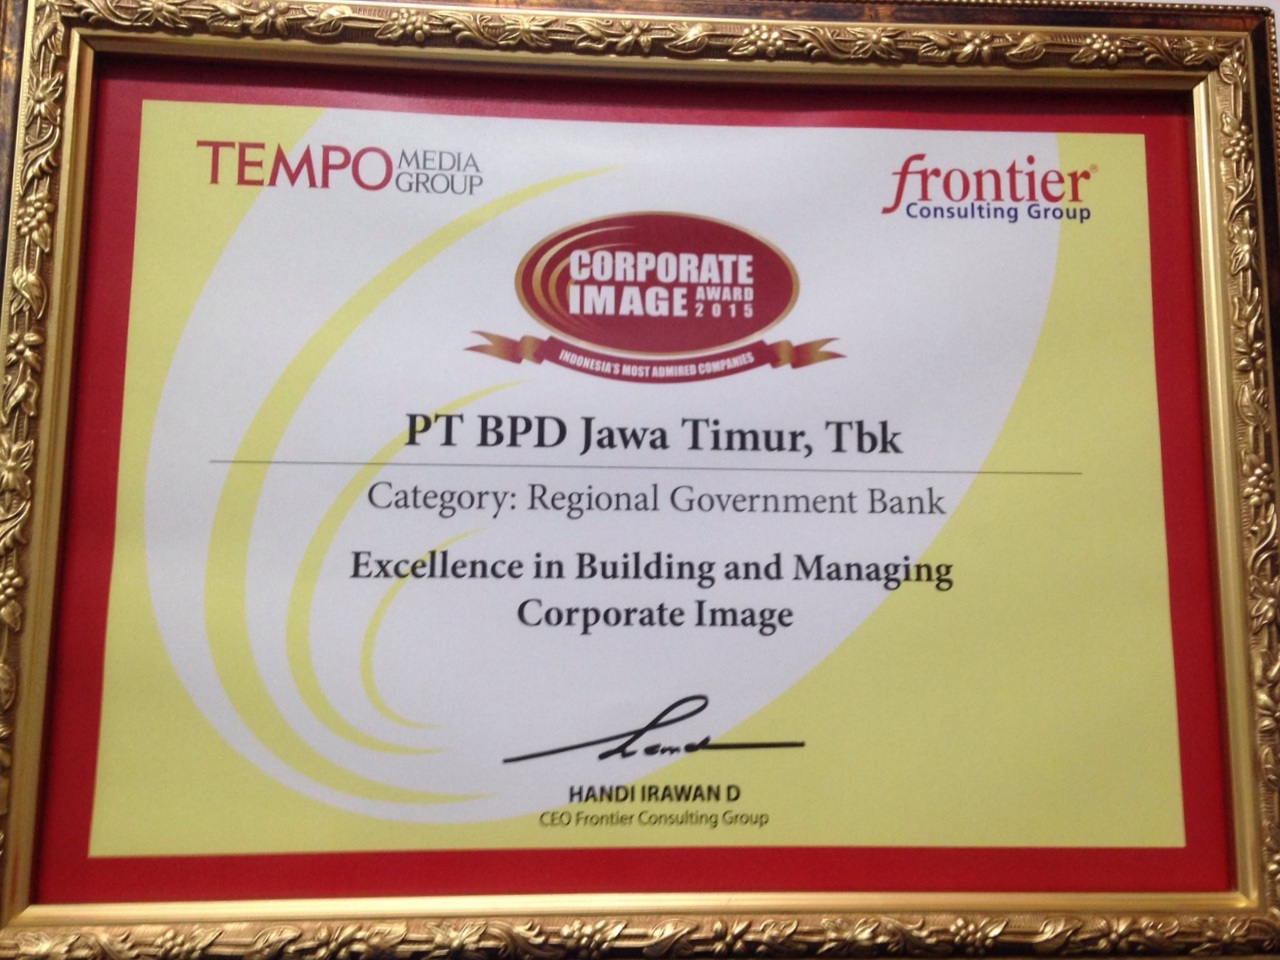 TEMPO MEDIA GROUP
frontier®
Consulting Group
CORPORATE
IMAGE AWARD 2015
INDONESIA'S MOST ADMIRED COMPANIES
PT BPD Jawa Timur, Tbk
Category: Regional Government Bank
Excellence in Building and Managing
Corporate Image
HANDI IRAWAN D
CEO Frontier Consulting Group